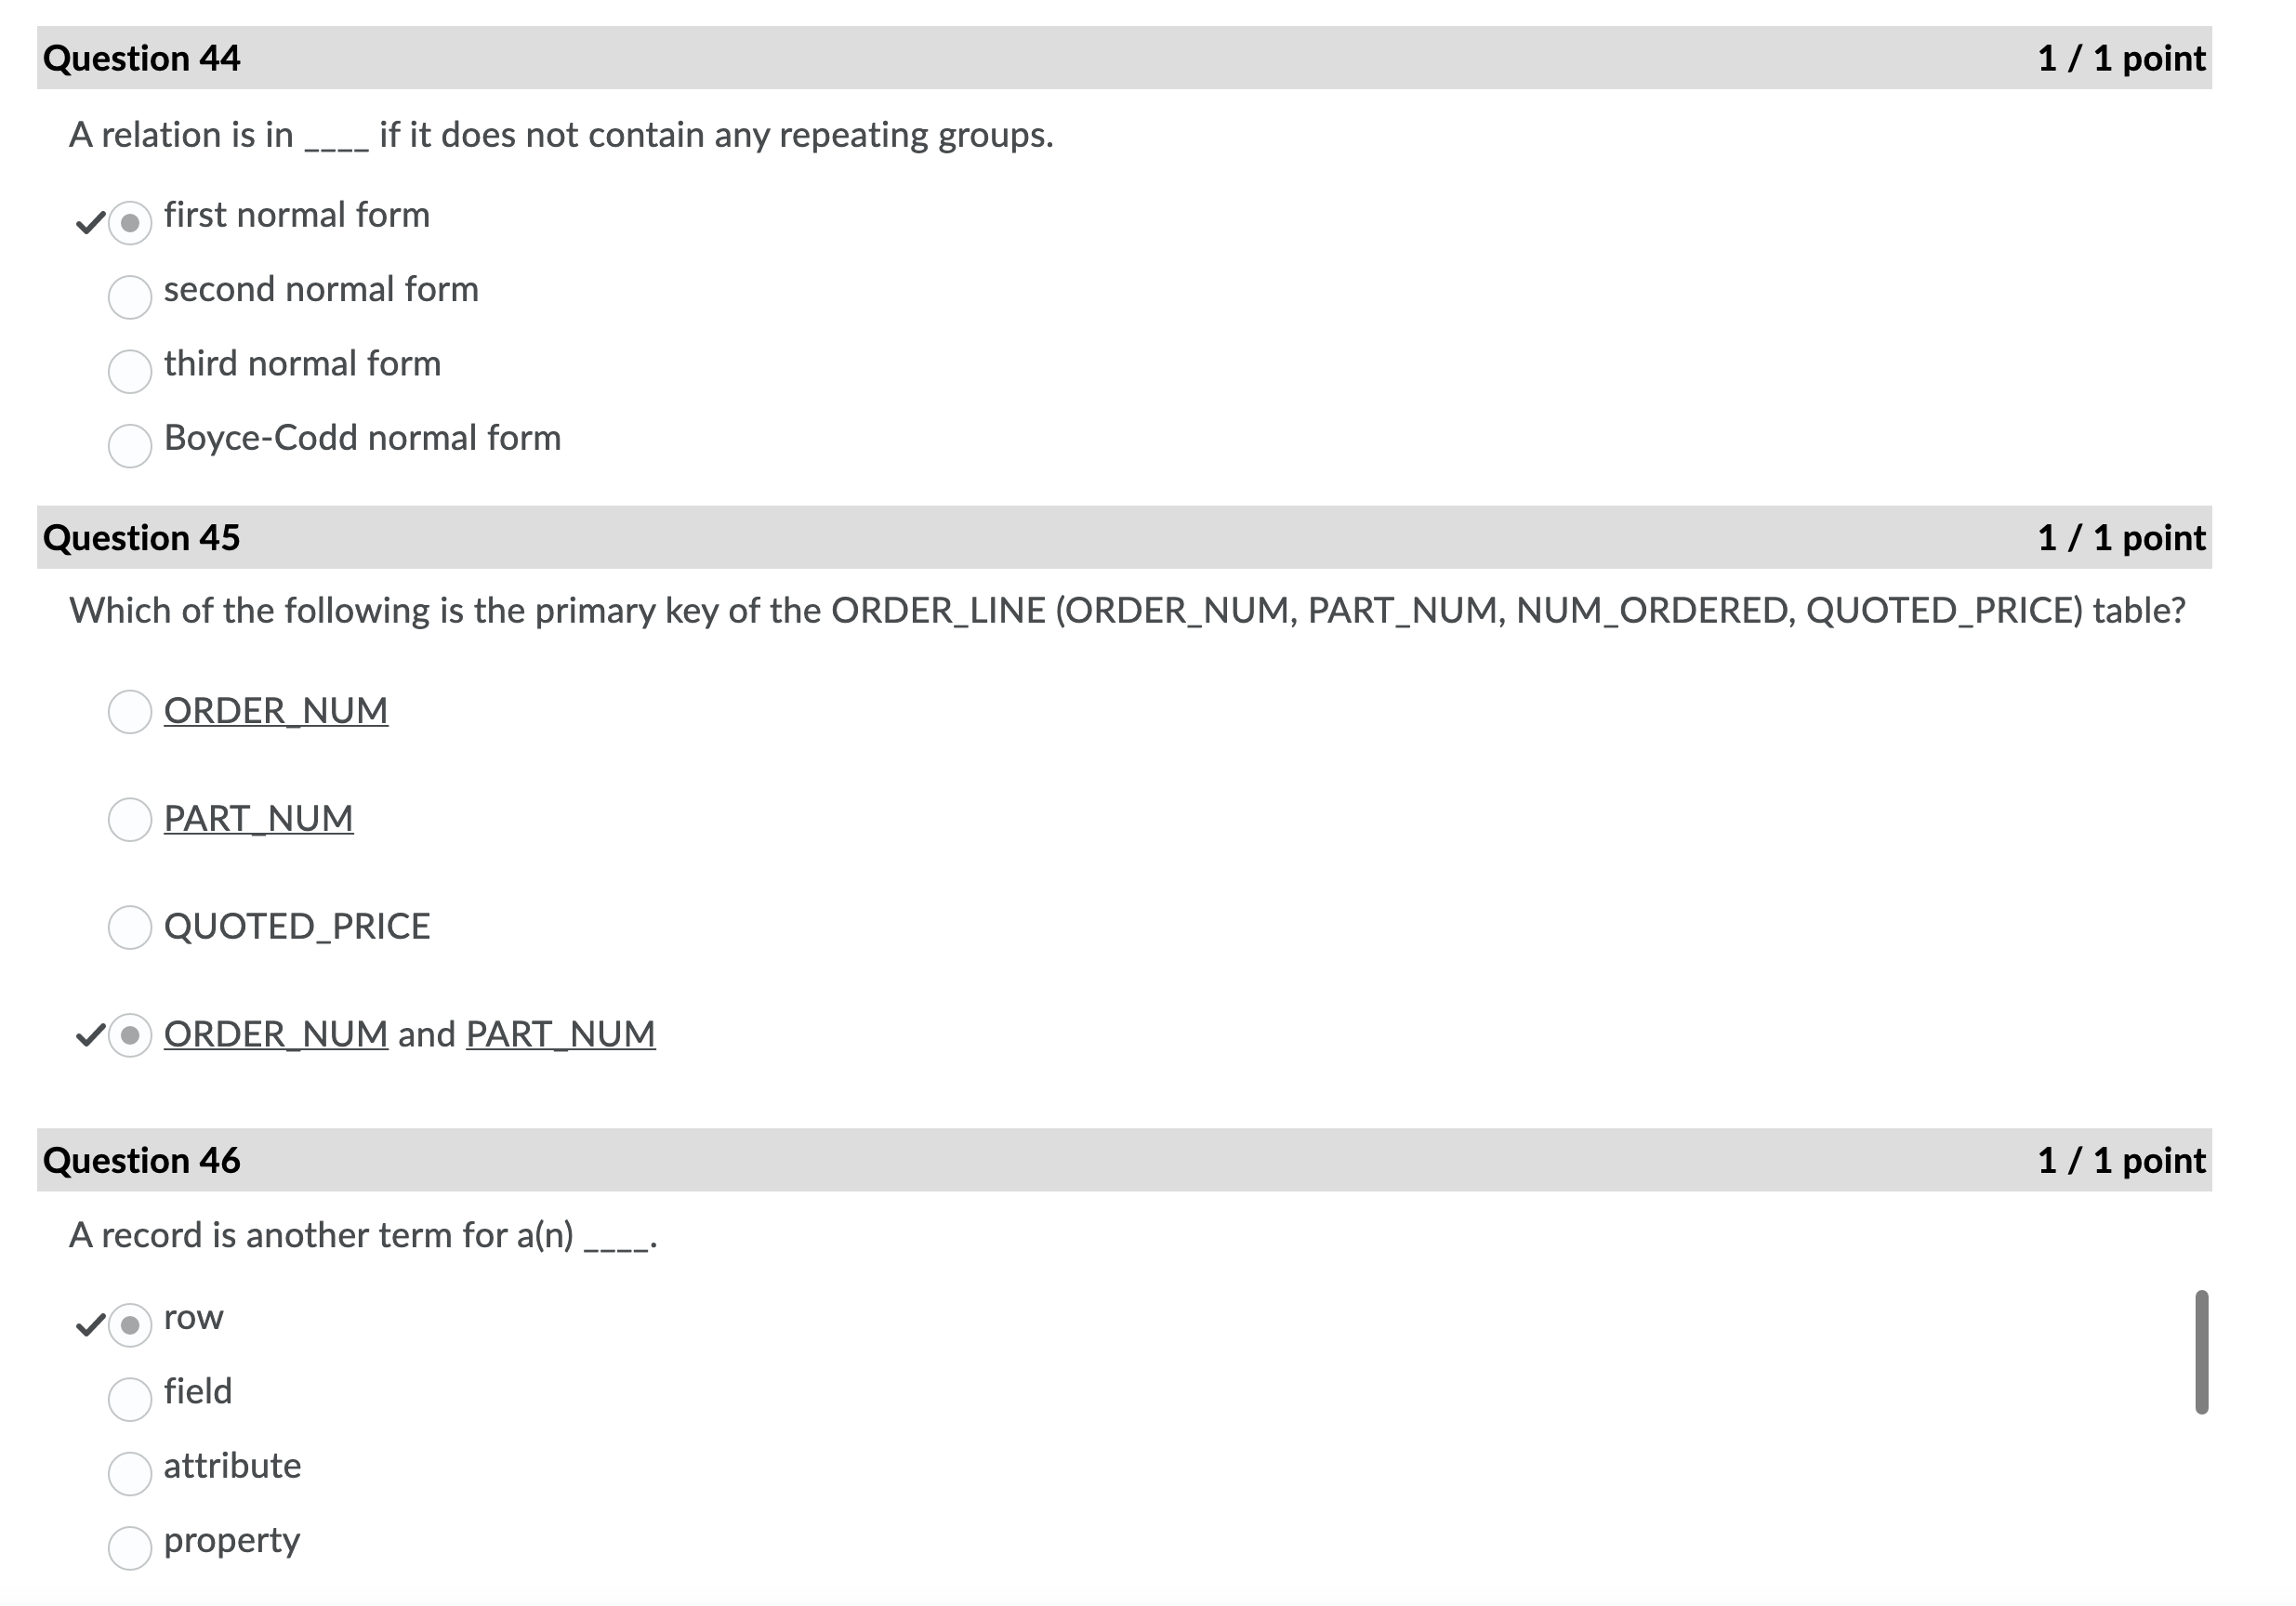 Question 44 1 / 1 point
A relation is in ____ if it does not contain any repeating groups.
first normal form
second normal form
third normal form
Boyce-Codd normal form
Question 45 1 / 1 point
Which of the following is the primary key of the ORDER_LINE (ORDER_NUM, PART_NUM, NUM_ORDERED, QUOTED_PRICE) table?
ORDER_NUM
PART_NUM
QUOTED_PRICE
ORDER_NUM and PART_NUM
Question 46 1 / 1 point
A record is another term for a(n) ____.
row
field
attribute
property